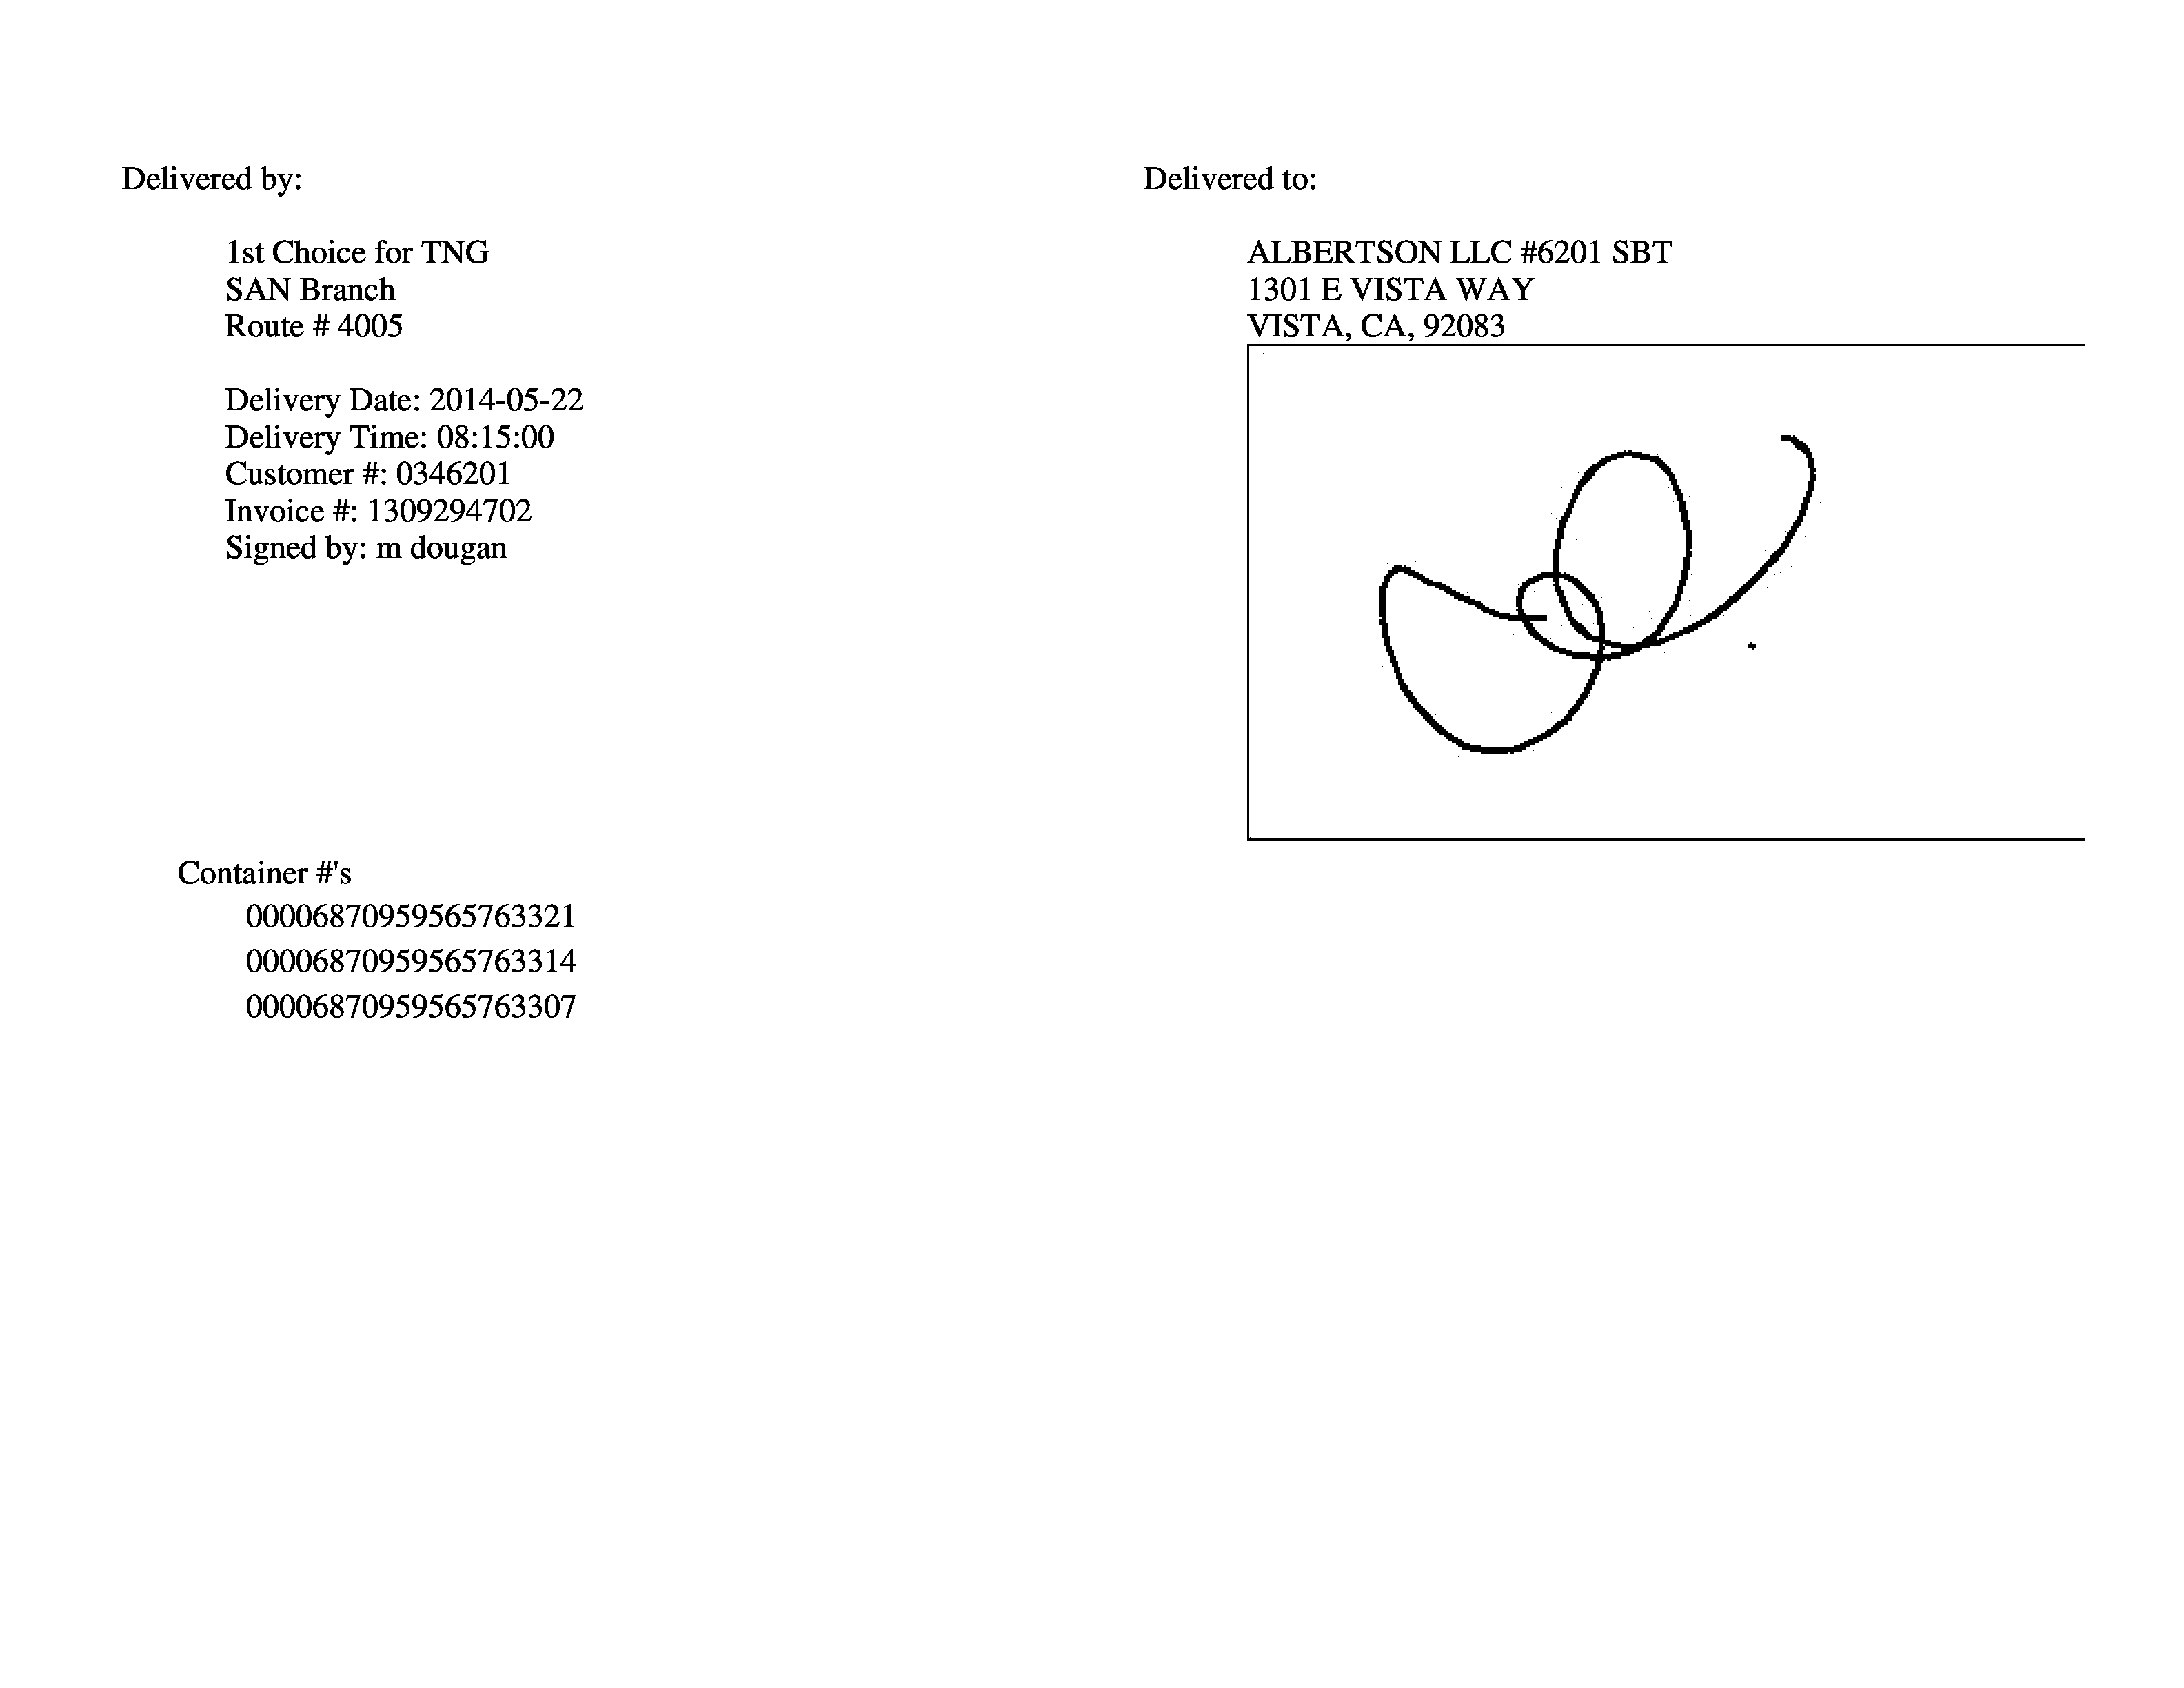 Delivered by:
1st Choice for TNG
SAN Branch
Route # 4005
Delivery Date: 2014-05-22
Delivery Time: 08:15:00
Customer #: 0346201
Invoice #: 1309294702
Signed by: m dougan
Delivered to:
ALBERTSON LLC #6201 SBT
1301 E VISTA WAY
VISTA, CA, 92083
Container #'s
00006870959565763321
00006870959565763314
00006870959565763307